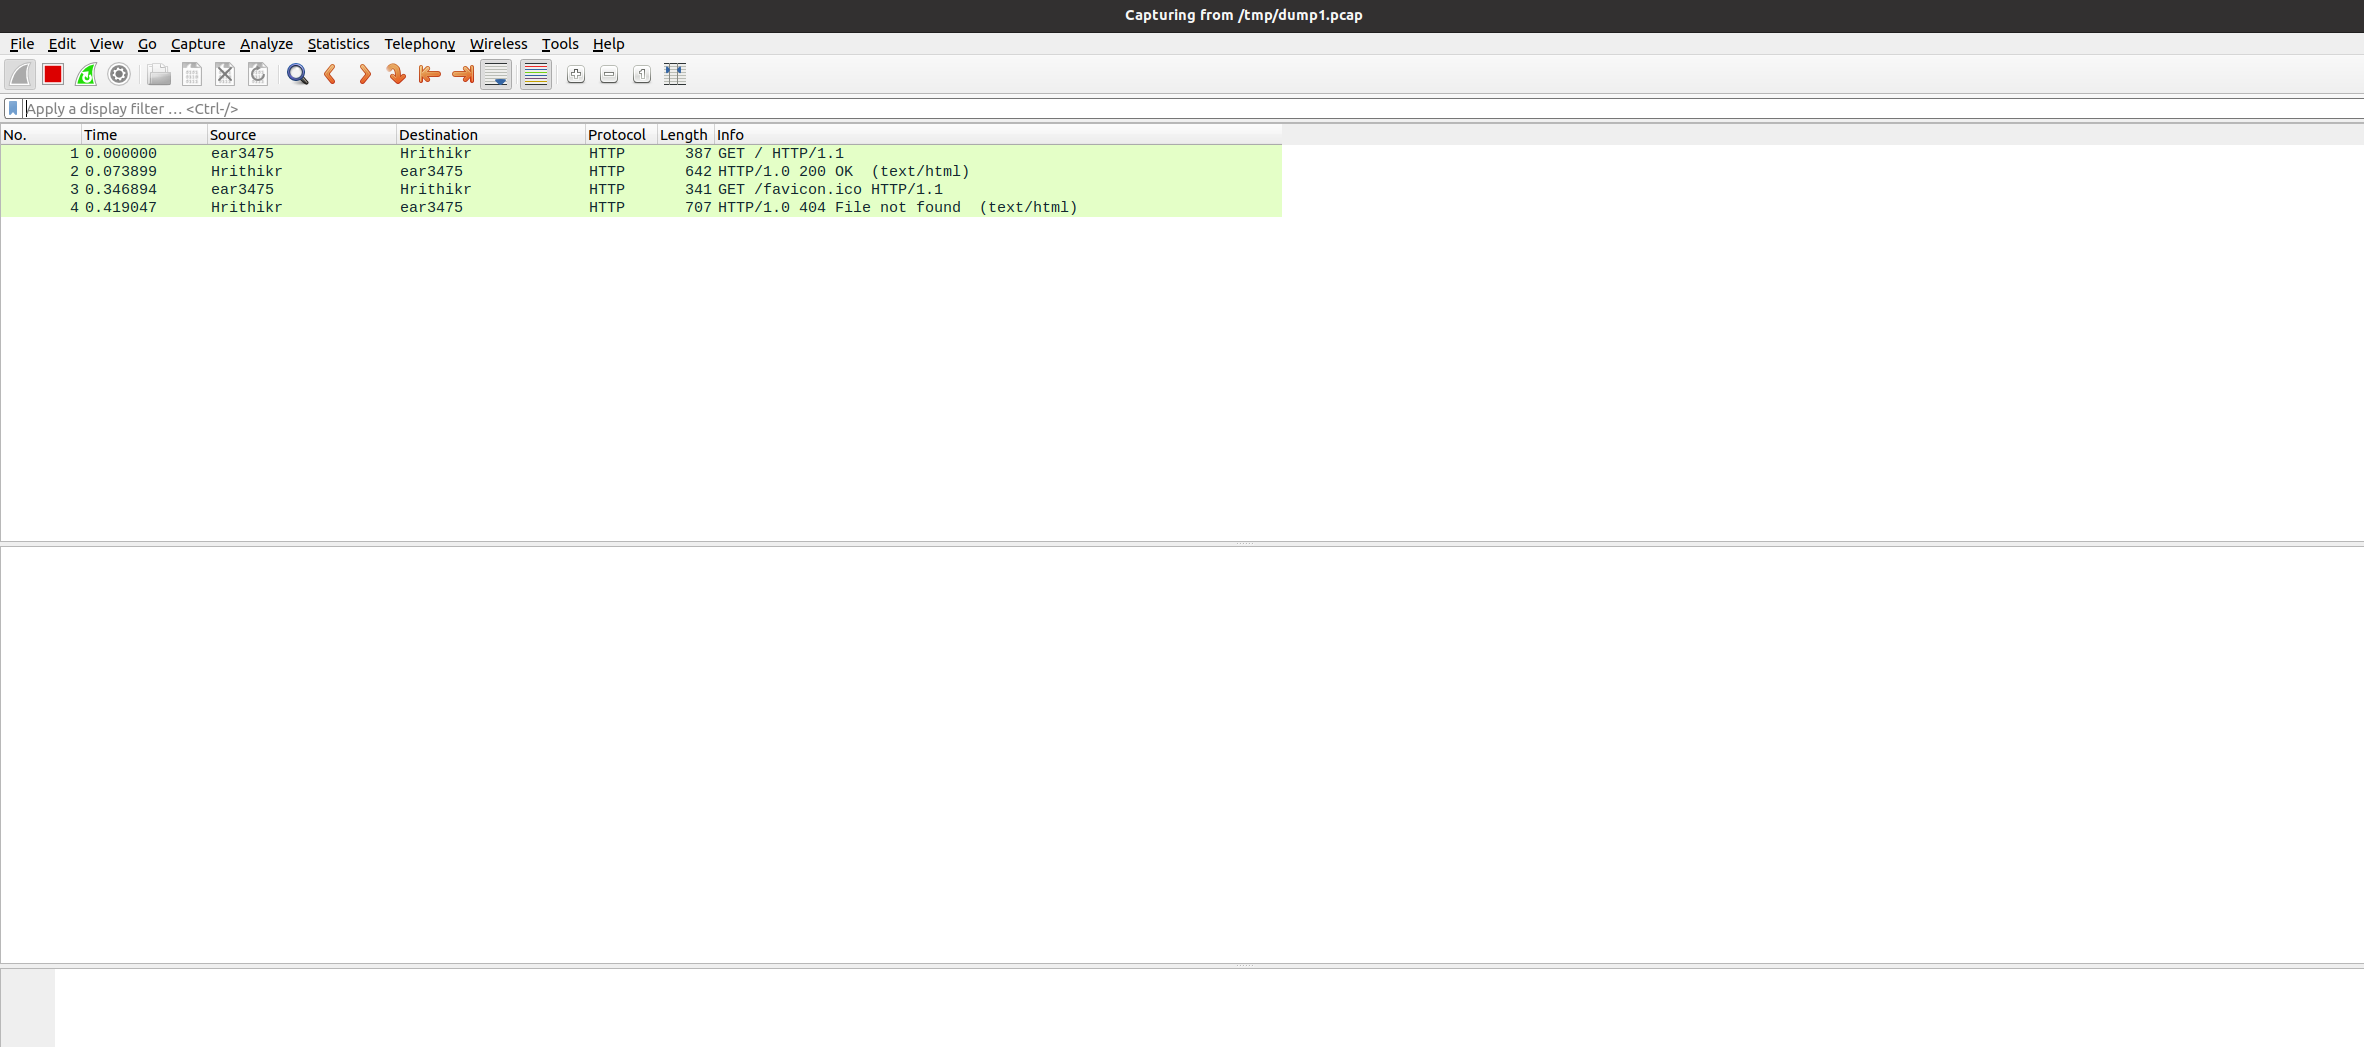 Capturing from /tmp/dump1.pcap
File Edit View Go Capture Analyze Statistics Telephony Wireless Tools Help
Apply a display filter … <Ctrl-/>
No. Time Source Destination Protocol Length Info
1 0.000000 ear3475 Hrithikr HTTP 387 GET / HTTP/1.1
2 0.073899 Hrithikr ear3475 HTTP 642 HTTP/1.0 200 OK  (text/html)
3 0.346894 ear3475 Hrithikr HTTP 341 GET /favicon.ico HTTP/1.1
4 0.419047 Hrithikr ear3475 HTTP 707 HTTP/1.0 404 File not found  (text/html)